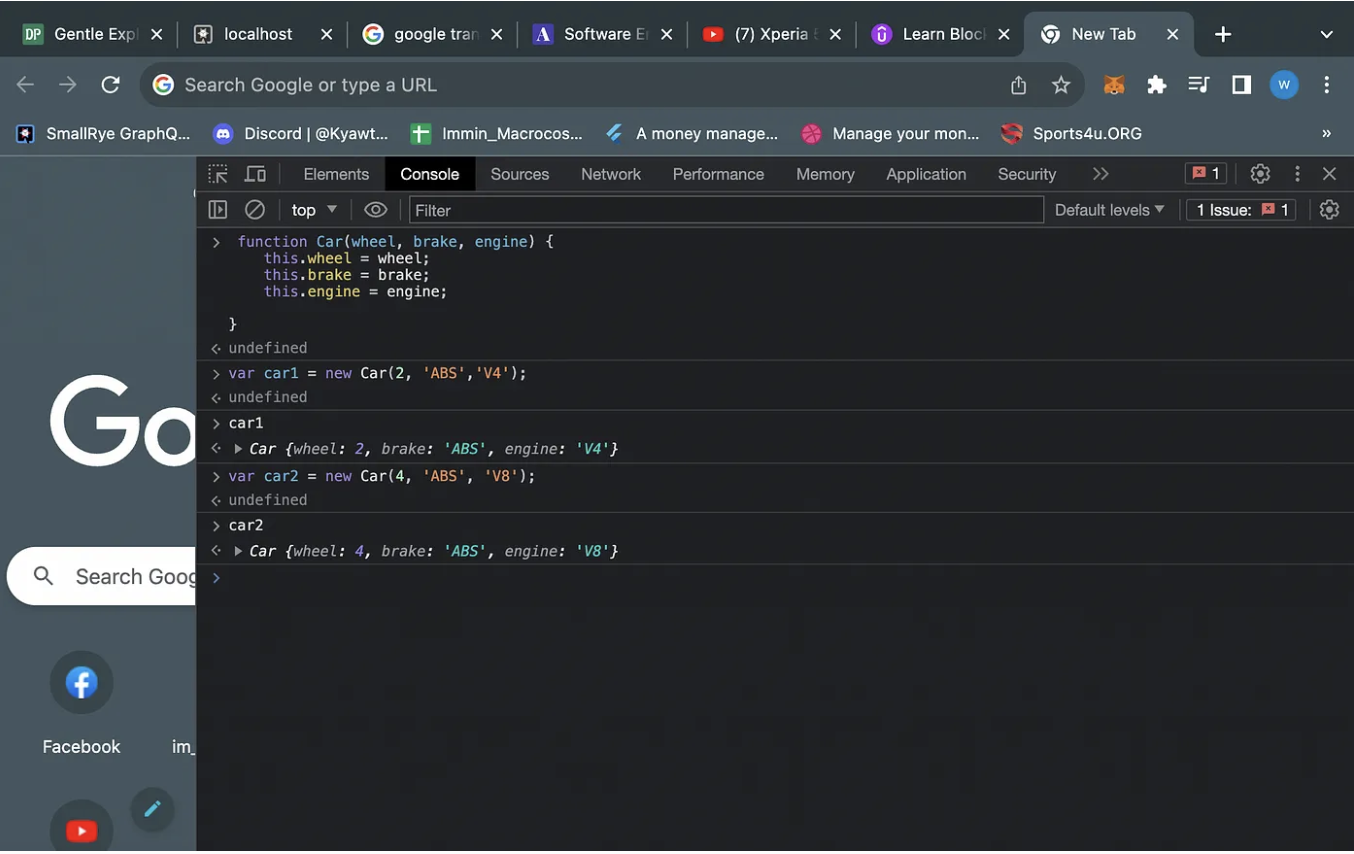 Gentle Expl
localhost
google tran
Software En
(7) Xperia 5
Learn Block
New Tab
Search Google or type a URL
W
SmallRye GraphQ...
Discord | @Kyawt...
Immin_Macrocos...
A money manage...
Manage your mon...
Sports4u.ORG
»
Elements
Console
Sources
Network
Performance
Memory
Application
Security
1
top
Filter
Default levels
1 Issue:
1
function Car(wheel, brake, engine) {
this.wheel = wheel;
this.brake = brake;
this.engine = engine;
}
undefined
var car1 = new Car(2, 'ABS','V4');
undefined
car1
Car {wheel: 2, brake: 'ABS', engine: 'V4'}
var car2 = new Car(4, 'ABS', 'V8');
undefined
car2
Car {wheel: 4, brake: 'ABS', engine: 'V8'}
Go
Search Goog
Facebook
im_